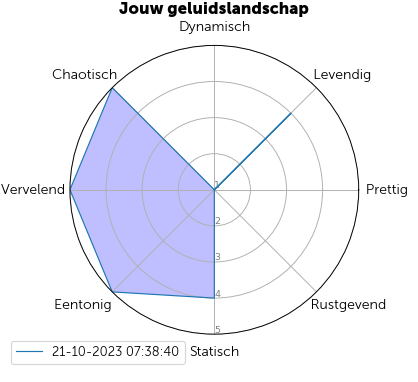 Jouw geluidslandschap
Dynamisch
Chaotisch
Levendig
Vervelend
1
Prettig
2
3
4
Eentonig
Rustgevend
5
21-10-2023 07:38:40
Statisch